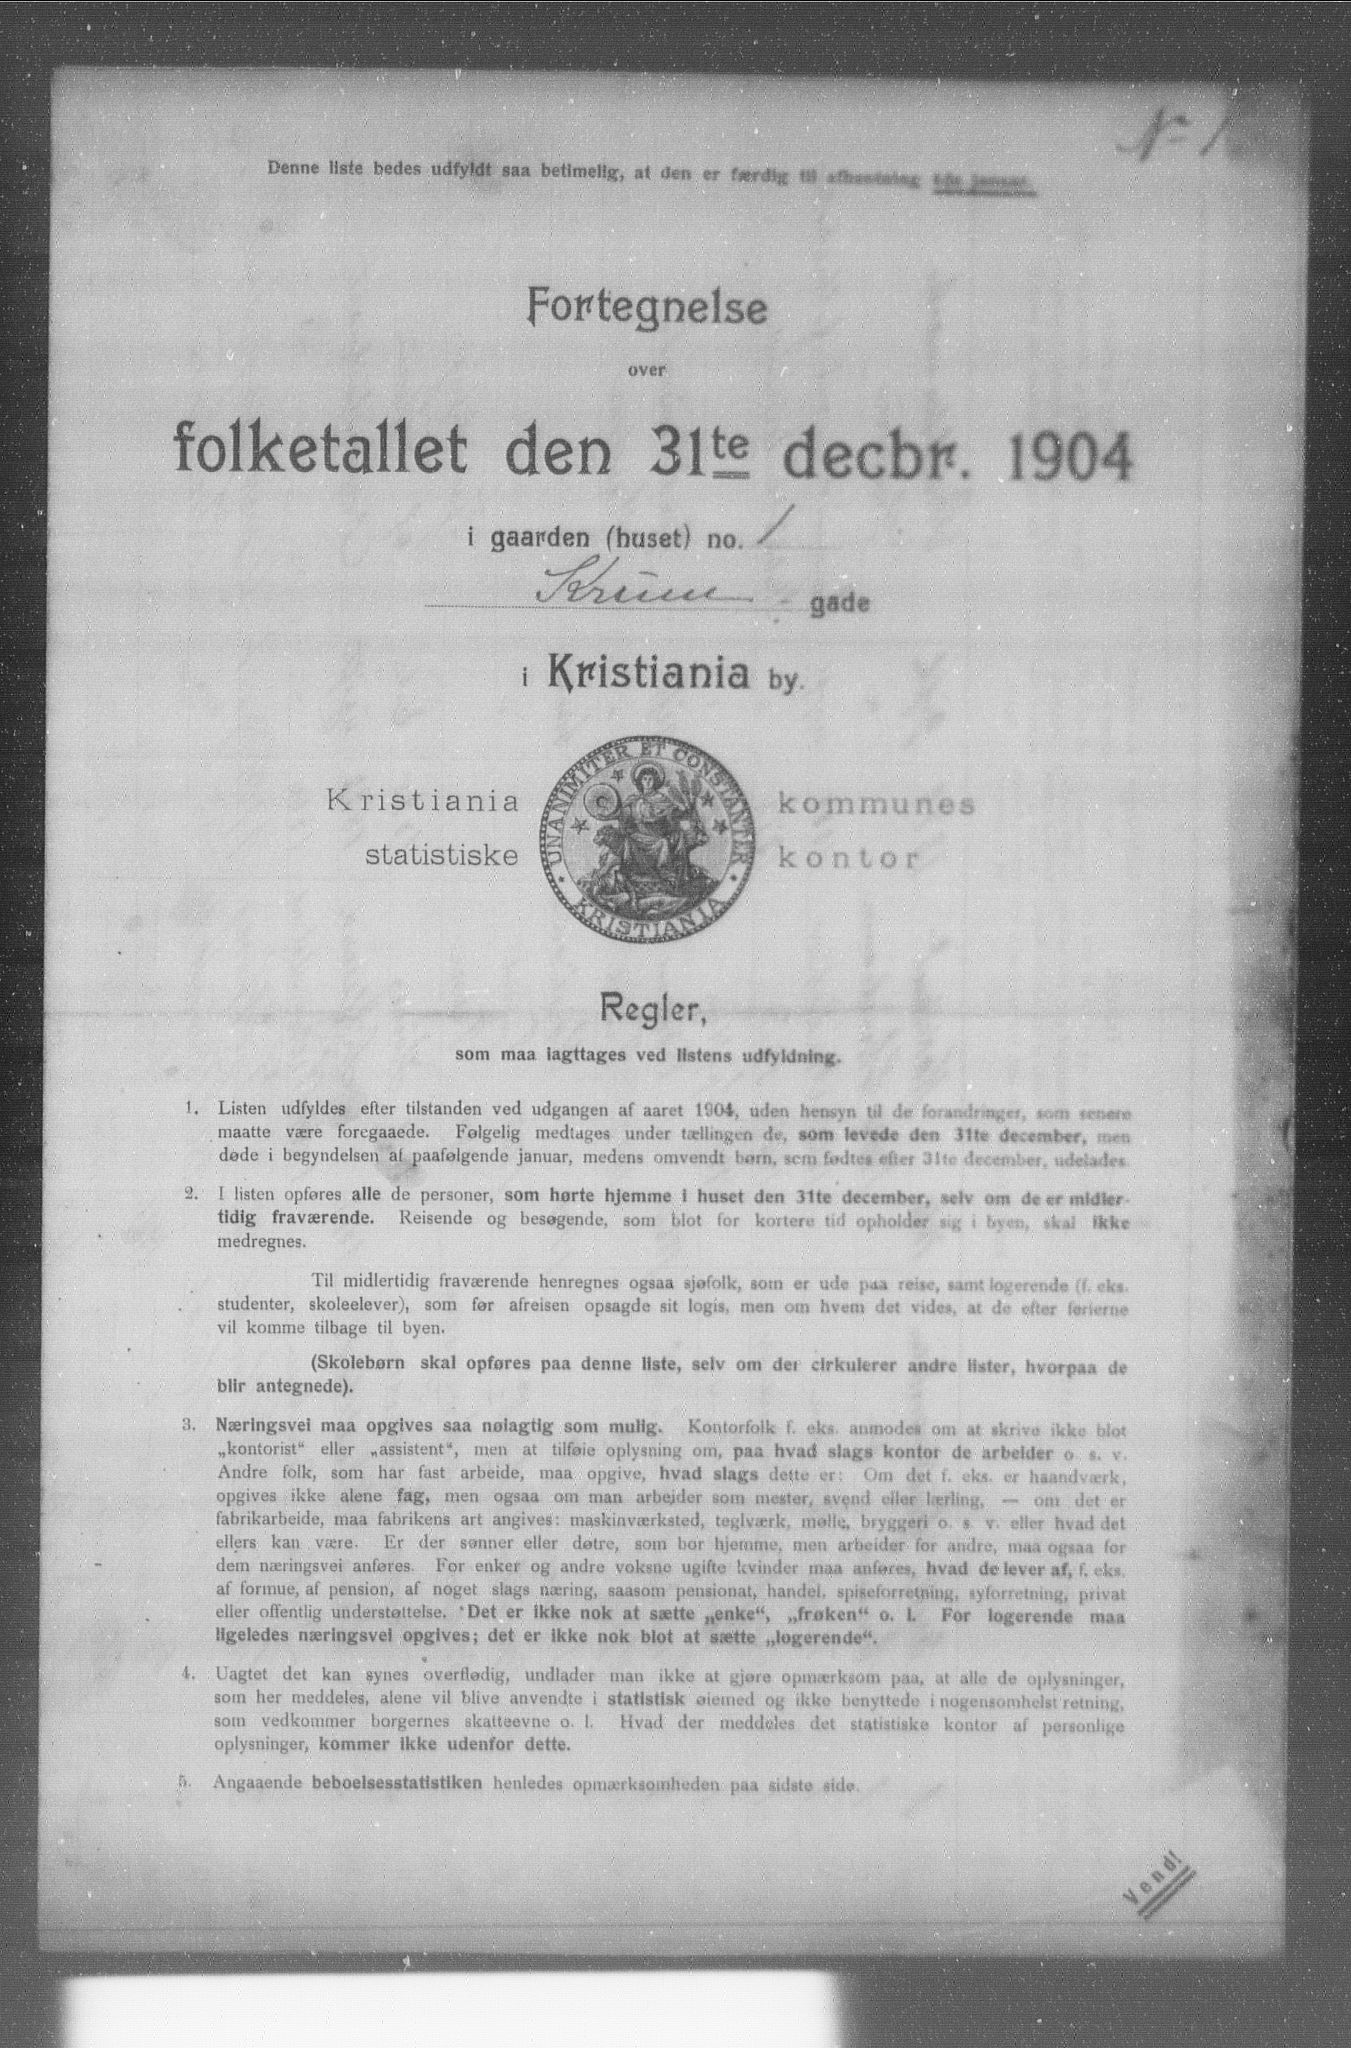 No 1
Denne liste bedes udfyldt saa betimelig, at den er færdig til afhentning 4de januar.
Fortegnelse
over
folketallet den 31te decbr. 1904
i gaarden (huset) no. 1
Krum - gade
i Kristiania by.
Kristiania kommunes
statistiske kontor
UNANIMITER ET CONSTANTER
KRISTIANIA
Regler,
som maa iagttages ved listens udfyldning.
1. Listen udfyldes efter tilstanden ved udgangen af aaret 1904, uden hensyn til de forandringer, som senere
maatte være foregaaede. Følgelig medtages under tællingen de, som levede den 31te december, men
døde i begyndelsen af paafølgende januar, medens omvendt børn, som fødtes efter 31te december, udelades.
2. I listen opføres alle de personer, som hørte hjemme i huset den 31te december, selv om de er midler-
tidig fraværende. Reisende og besøgende, som blot for kortere tid opholder sig i byen, skal ikke
medregnes.
Til midlertidig fraværende henregnes ogsaa sjøfolk, som er ude paa reise, samt logerende (f. eks.
studenter, skoleelever), som før afreisen opsagde sit logis, men om hvem det vides, at de efter ferierne
vil komme tilbage til byen.
(Skolebørn skal opføres paa denne liste, selv om der cirkulerer andre lister, hvorpaa de
blir antegnede).
3. Næringsvei maa opgives saa nøiagtig som mulig. Kontorfolk f. eks. anmodes om at skrive ikke blot
„kontorist“ eller „assistent“, men at tilføie oplysning om, paa hvad slags kontor de arbeider o. s. v.
Andre folk, som har fast arbeide, maa opgive, hvad slags dette er: Om det f. eks. er haandværk,
opgives ikke alene fag, men ogsaa om man arbejder som mester, svend eller lærling, — om det er
fabrikarbeide, maa fabrikens art angives: maskinværksted, teglværk, mølle, bryggeri o. s. v. eller hvad det
ellers kan være. Er der sønner eller døtre, som bor hjemme, men arbeider for andre, maa ogsaa for
dem næringsvei anføres. For enker og andre voksne ugifte kvinder maa anføres, hvad de lever af, f. eks.
af formue, af pension, af noget slags næring, saasom pensionat, handel, spiseforretning, syforretning, privat
eller offentlig understøttelse. Det er ikke nok at sætte „enke“, „frøken“ o. l. For logerende maa
ligeledes næringsvei opgives; det er ikke nok blot at sætte „logerende“.
4. Uagtet det kan synes overflødig, undlader man ikke at gjøre opmærksom paa, at alle de oplysninger,
som her meddeles, alene vil blive anvendte i statistisk øiemed og ikke benyttede i nogensomhelst retning,
som vedkommer borgernes skatteevne o. l. Hvad der meddeles det statistiske kontor af personlige
oplysninger, kommer ikke udenfor dette.
5. Angaaende beboelsesstatistiken henledes opmærksomheden paa sidste side.
Vend!